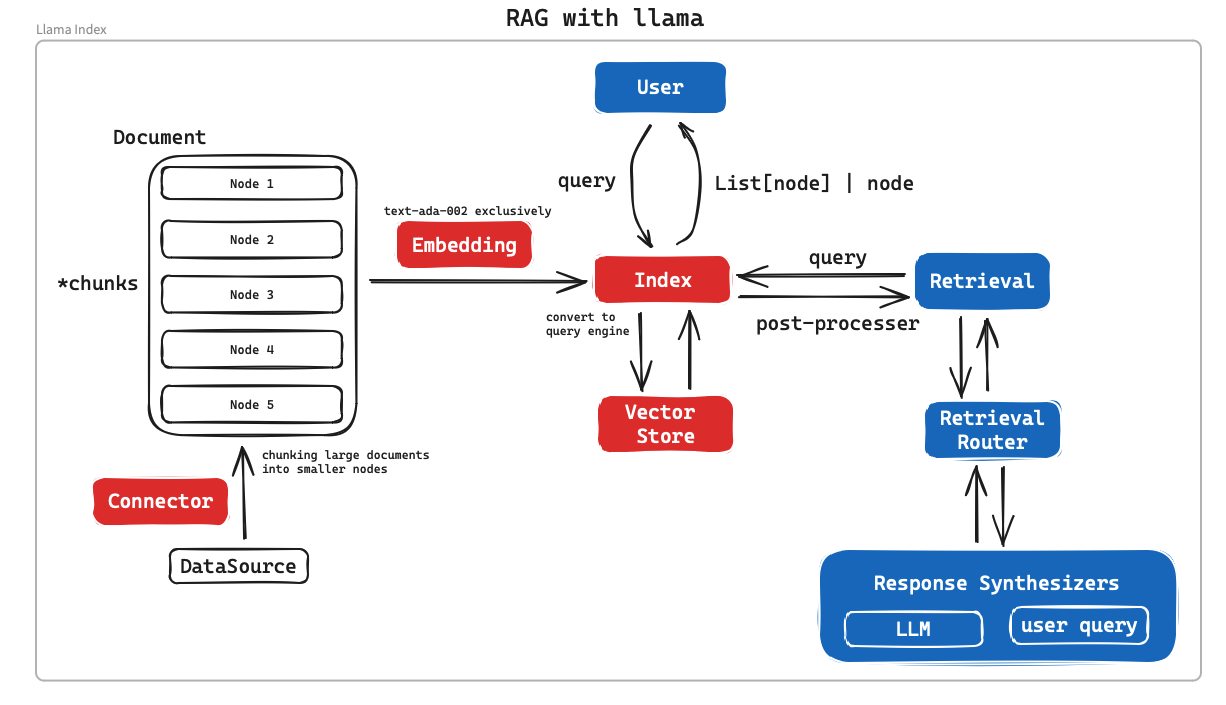 RAG with llama
Llama Index
User
Document
Node 1
Node 2
*chunks
Node 3
Node 4
Node 5
query
List[node] | node
text-ada-002 exclusively
Embedding
Index
query
Retrieval
post-processer
convert to
query engine
Vector
Store
Retrieval
Router
chunking large documents
into smaller nodes
Connector
DataSource
Response Synthesizers
LLM
user query